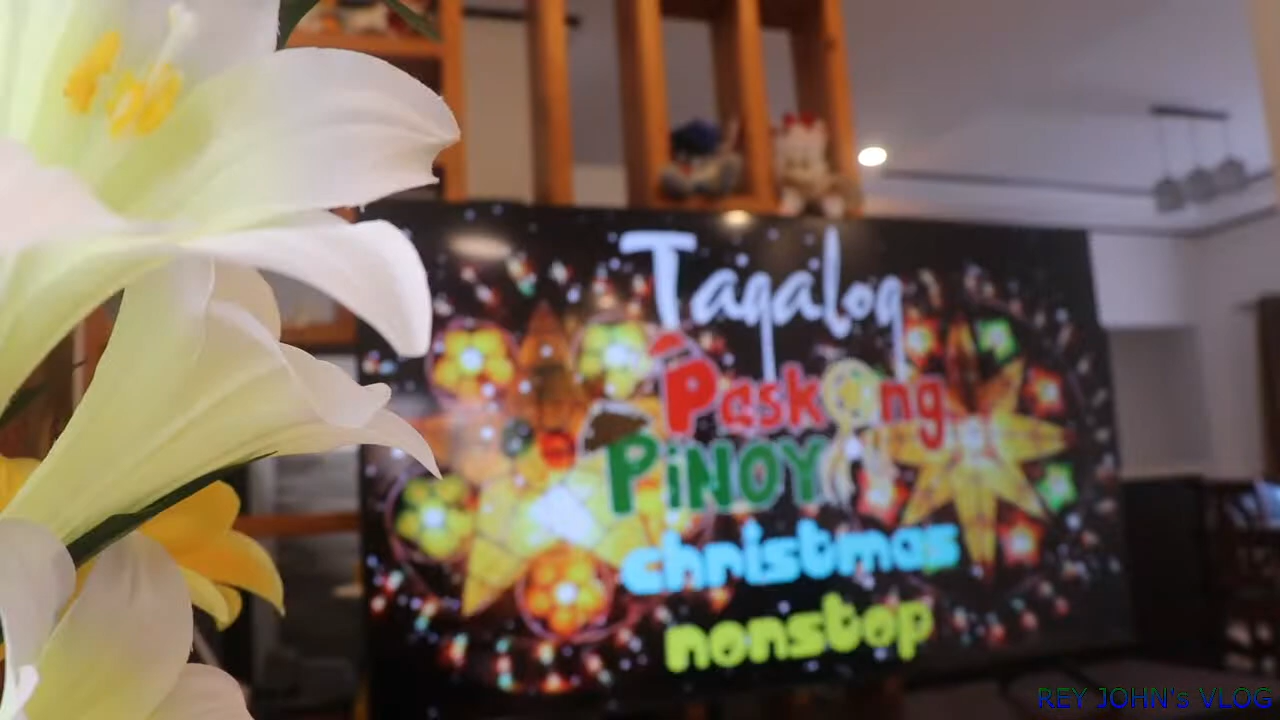 Tagalog
Paskong
PiNOY
christmas
nonstop
REY JOHN's VLOG